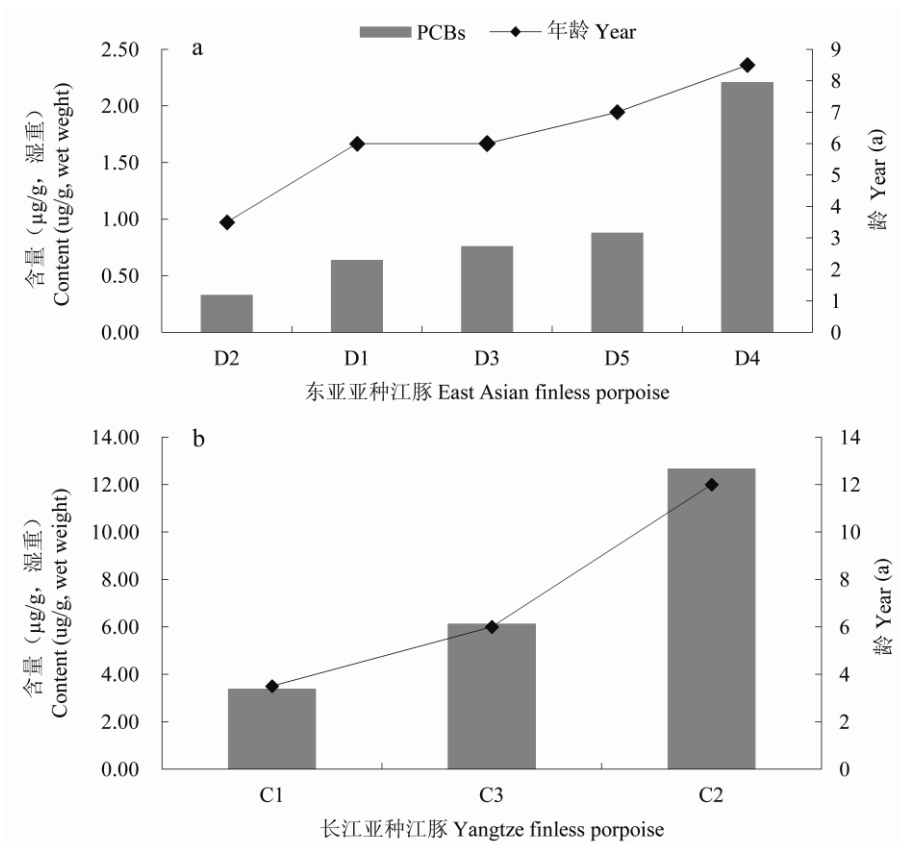 PCBs 年龄 Year
a
2.50
2.00
1.50
1.00
0.50
0.00
含量（μg/g，湿重）
Content (ug/g, wet weght)
9
8
7
6
5
4
3
2
1
0
龄 Year (a)
D2 D1 D3 D5 D4
东亚亚种江豚 East Asian finless porpoise
b
14.00
12.00
10.00
8.00
6.00
4.00
2.00
0.00
含量（μg/g，湿重）
Content (ug/g, wet weight)
14
12
10
8
6
4
2
0
龄 Year (a)
C1 C3 C2
长江亚种江豚 Yangtze finless porpoise